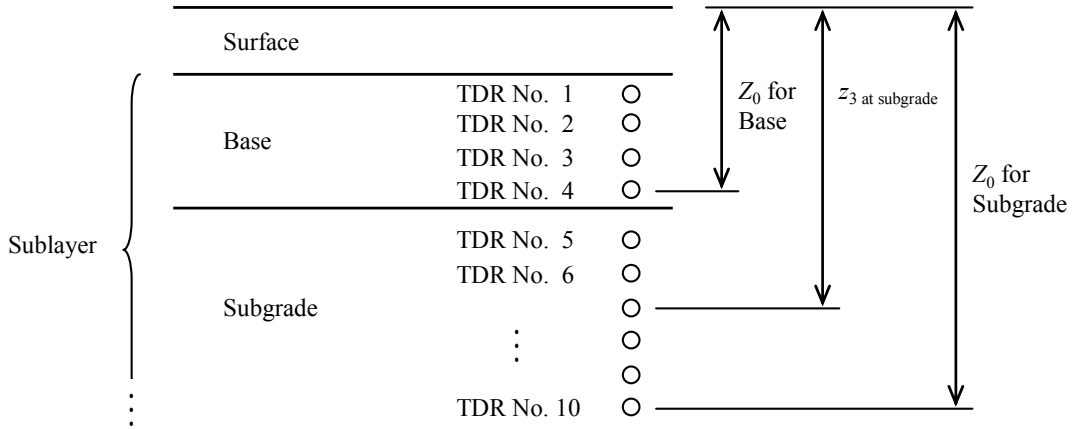 Surface
TDR No. 1
TDR No. 2
Base
TDR No. 3
TDR No. 4
Z0 for
Base
z3 at subgrade
Z0 for
Subgrade
Sublayer
TDR No. 5
TDR No. 6
Subgrade
TDR No. 10